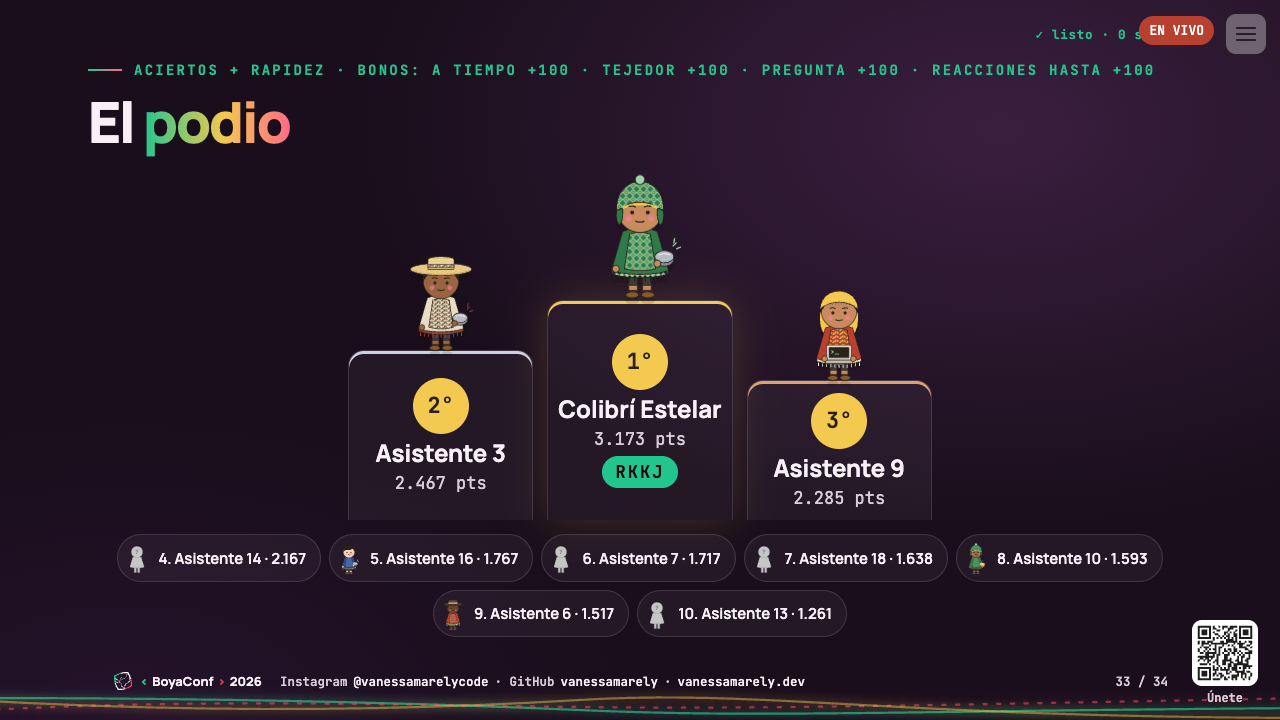 ✓ listo · 0 s
EN VIVO
ACIERTOS + RAPIDEZ · BONOS: A TIEMPO +100 · TEJEDOR +100 · PREGUNTA +100 · REACCIONES HASTA +100
El podio
1°
Colibrí Estelar
3.173 pts
RKKJ
2°
Asistente 3
2.467 pts
3°
Asistente 9
2.285 pts
4. Asistente 14 · 2.167
5. Asistente 16 · 1.767
6. Asistente 7 · 1.717
7. Asistente 18 · 1.638
8. Asistente 10 · 1.593
9. Asistente 6 · 1.517
10. Asistente 13 · 1.261
‹ BoyaConf › 2026 Instagram @vanessamarelycode · GitHub vanessamarely · vanessamarely.dev
33 / 34
Únete